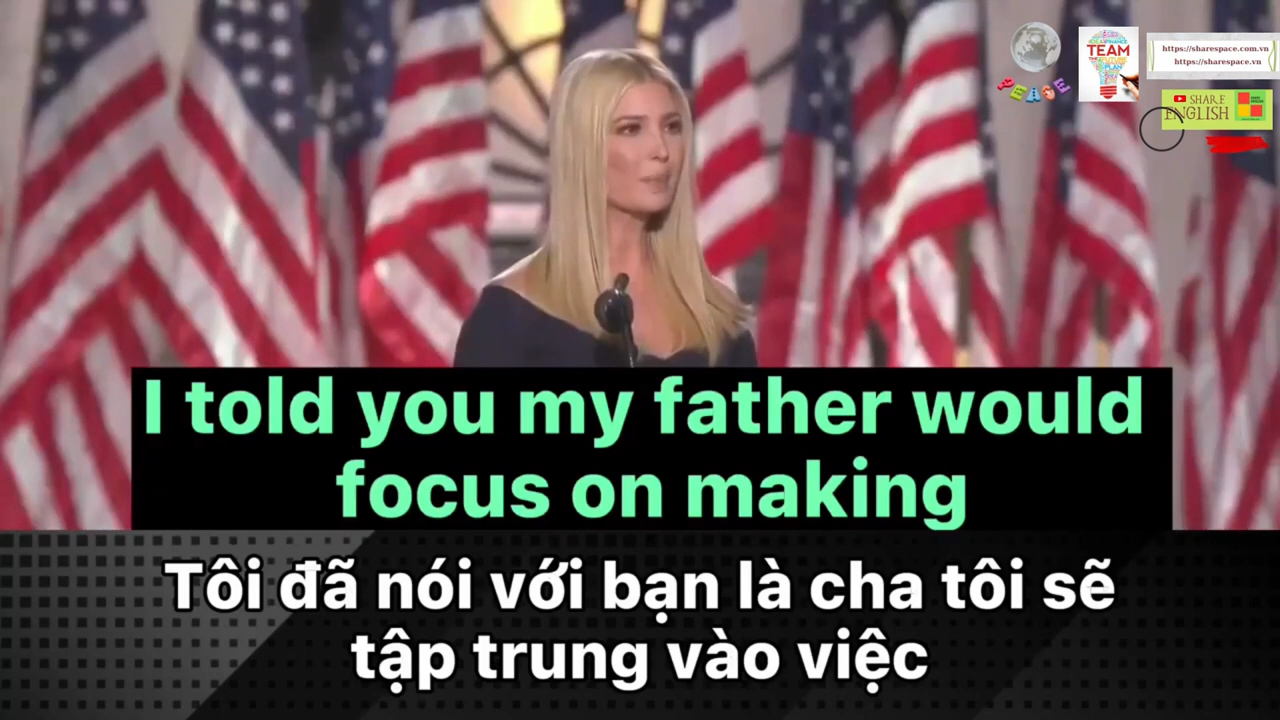 PEACE
TEAM
https://sharespace.com.vn
https://sharespace.vn
SHARE
ENGLISH
I told you my father would
focus on making
Tôi đã nói với bạn là cha tôi sẽ
tập trung vào việc